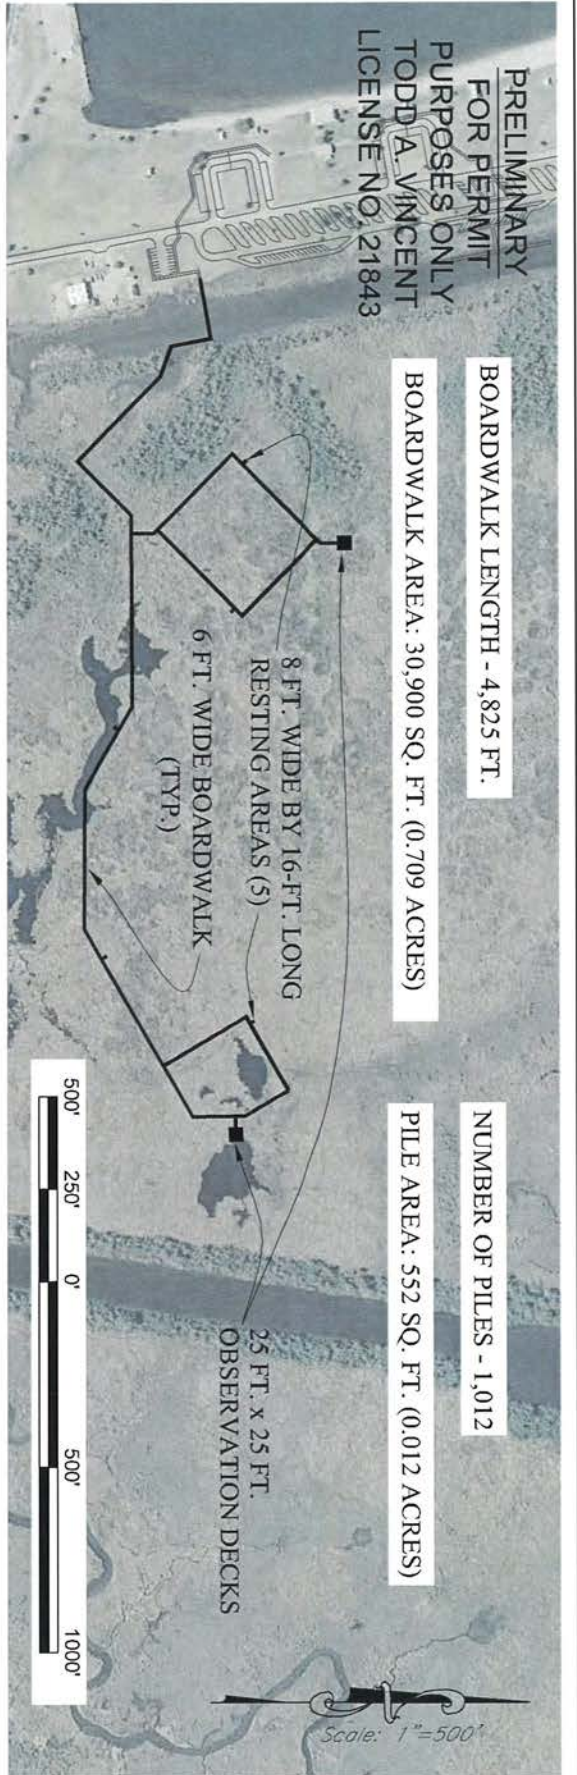 PRELIMINARY
FOR PERMIT
PURPOSES ONLY
TODD A. VINCENT
LICENSE NO. 21843
BOARDWALK LENGTH - 4,825 FT.
BOARDWALK AREA: 30,900 SQ. FT. (0.709 ACRES)
NUMBER OF PILES - 1,012
PILE AREA: 552 SQ. FT. (0.012 ACRES)
8 FT. WIDE BY 16-FT. LONG
RESTING AREAS (5)
6 FT. WIDE BOARDWALK
(TYP.)
25 FT. x 25 FT.
OBSERVATION DECKS
500' 250' 0' 500' 1000'
Scale: 1"=500'